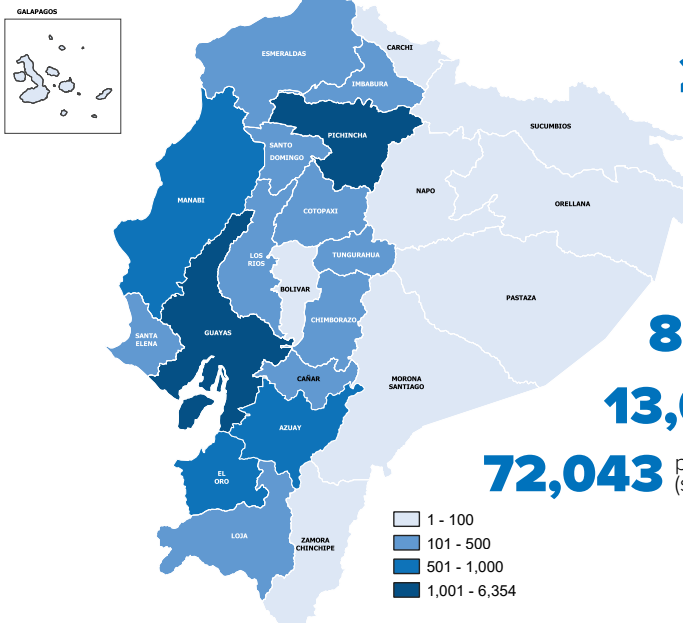 GALAPAGOS
CARCHI
ESMERALDAS
IMBABURA
SUCUMBIOS
PICHINCHA
SANTO
DOMINGO
NAPO
MANABI
ORELLANA
COTOPAXI
LOS
RIOS
TUNGURAHUA
BOLIVAR
PASTAZA
CHIMBORAZO
SANTA
ELENA
GUAYAS
8
CAÑAR
MORONA
SANTIAGO
13,
AZUAY
72,043 p
(s
EL
ORO
LOJA
ZAMORA
CHINCHIPE
1 - 100
101 - 500
501 - 1,000
1,001 - 6,354